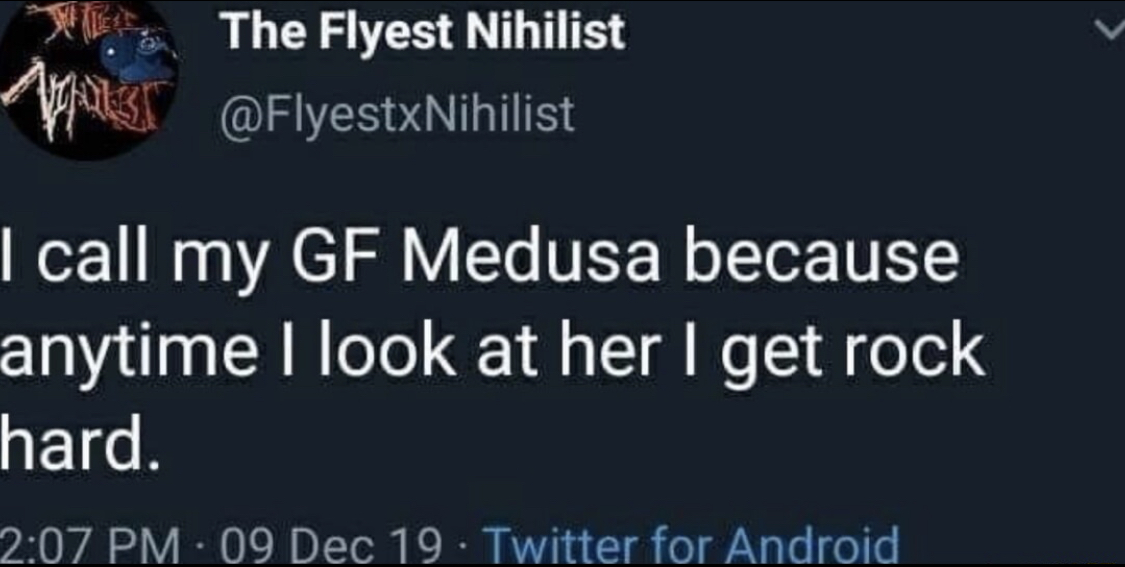 The Flyest Nihilist
@FlyestxNihilist
I call my GF Medusa because
anytime I look at her I get rock
hard.
2:07 PM · 09 Dec 19 · Twitter for Android